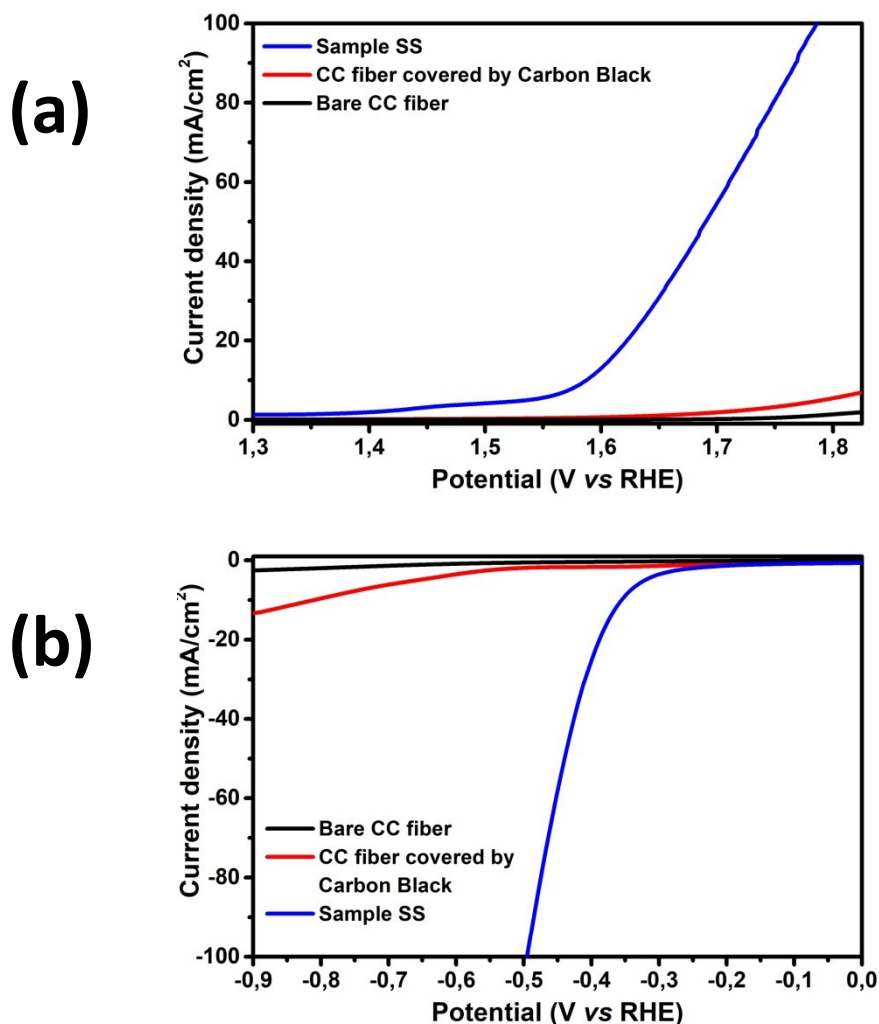 (a)
Current density (mA/cm²)
100
80
60
40
20
0
Sample SS
CC fiber covered by Carbon Black
Bare CC fiber
1,3 1,4 1,5 1,6 1,7 1,8
Potential (V vs RHE)
(b)
Current density (mA/cm²)
0
-20
-40
-60
-80
-100
Bare CC fiber
CC fiber covered by
Carbon Black
Sample SS
-0,9 -0,8 -0,7 -0,6 -0,5 -0,4 -0,3 -0,2 -0,1 0,0
Potential (V vs RHE)